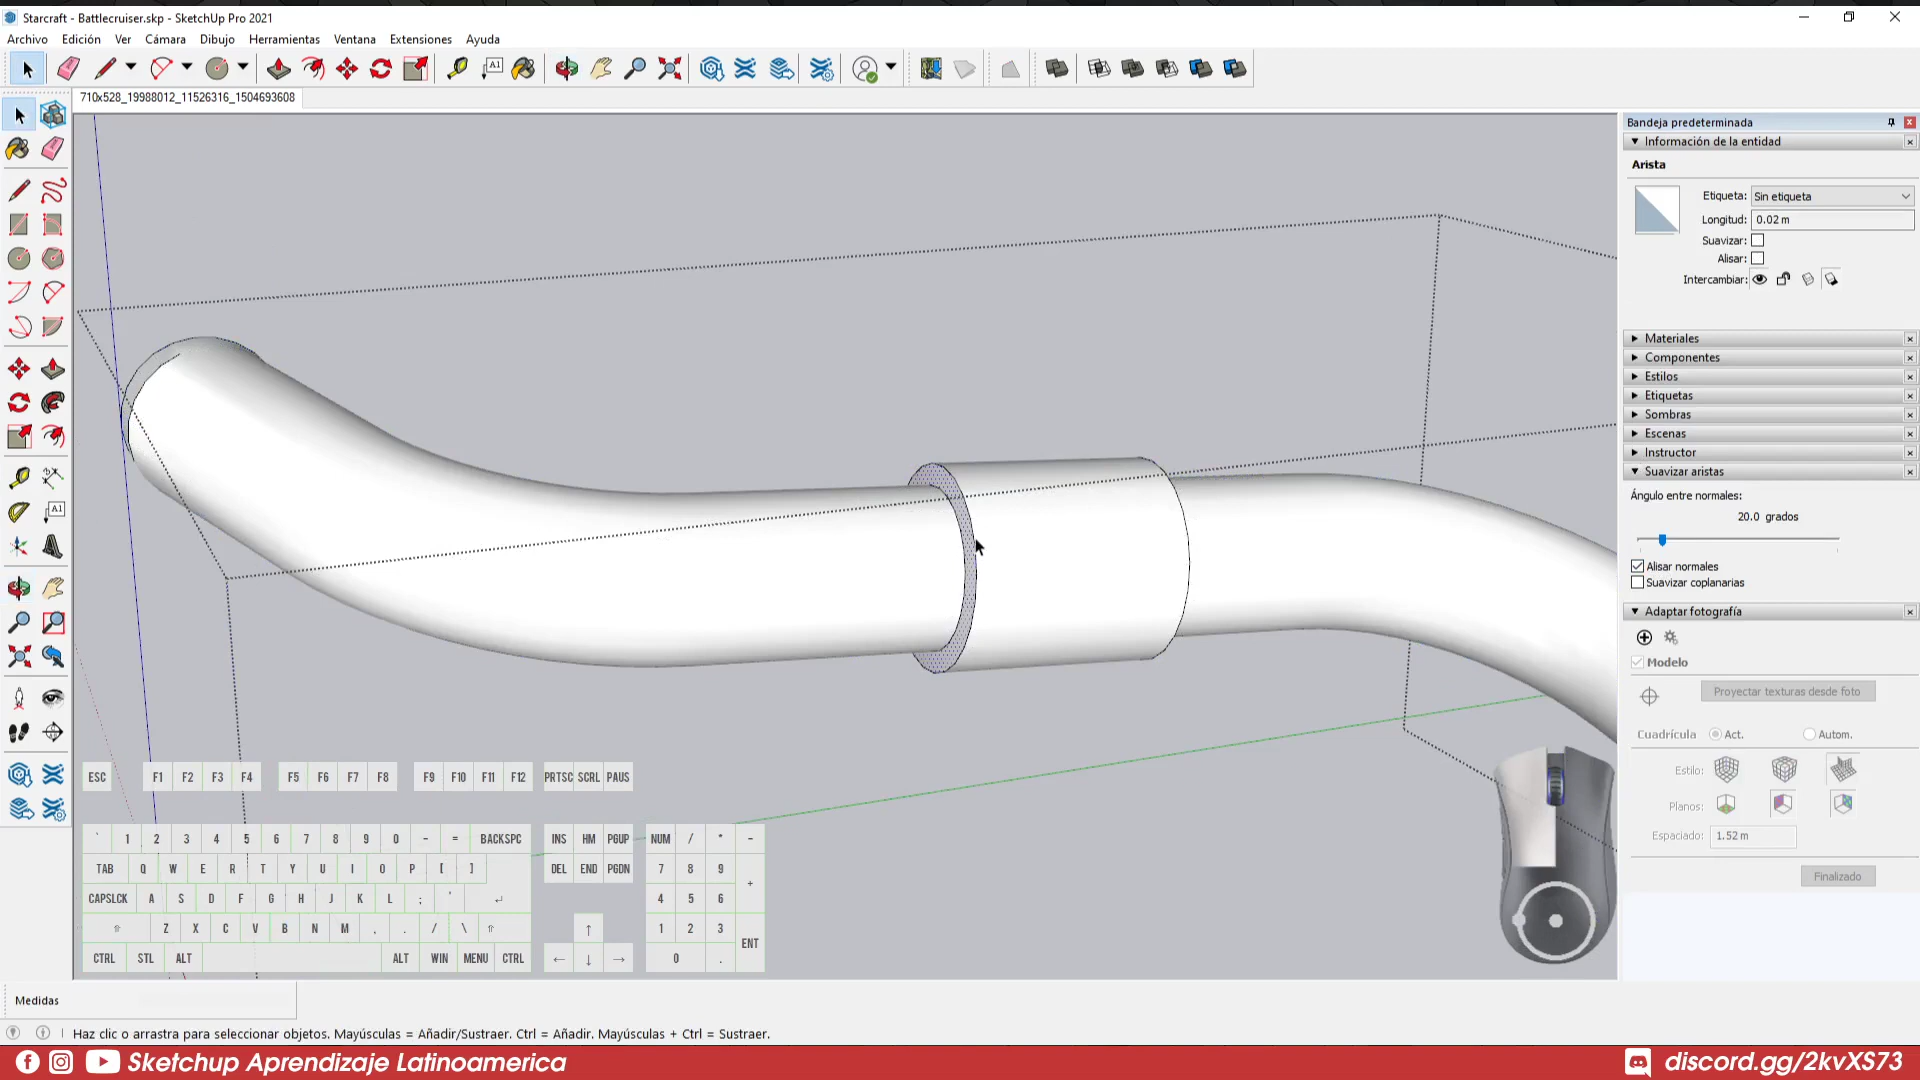 Starcraft - Battlecruiser.skp - SketchUp Pro 2021
Archivo Edición Ver Cámara Dibujo Herramientas Ventana Extensiones Ayuda
A1
710x528_19988012_11526316_1504693608
A1
Bandeja predeterminada
Información de la entidad
Arista
Etiqueta: Sin etiqueta
Longitud: 0.02 m
Suavizar:
Alisar:
Intercambiar:
Materiales
Componentes
Estilos
Etiquetas
Sombras
Escenas
Instructor
Suavizar aristas
Ángulo entre normales:
20.0 grados
Alisar normales
Suavizar coplanarias
Adaptar fotografía
Modelo
Proyectar texturas desde foto
Cuadrícula Act. Autom.
Estilo:
Planos:
Espaciado: 1.52 m
Finalizado
ESC F1 F2 F3 F4 F5 F6 F7 F8 F9 F10 F11 F12 PRTSC SCRL PAUS
` 1 2 3 4 5 6 7 8 9 0 - = BACKSPC INS HM PGUP NUM / * -
TAB Q W E R T Y U I O P [ ] DEL END PGDN 7 8 9 +
CAPSLCK A S D F G H J K L ; ' ↵ 4 5 6
⇧ Z X C V B N M , . / \ ⇧ ↑ 1 2 3 ENT
CTRL STL ALT ALT WIN MENU CTRL ← ↓ → 0 .
Medidas
Haz clic o arrastra para seleccionar objetos. Mayúsculas = Añadir/Sustraer. Ctrl = Añadir. Mayúsculas + Ctrl = Sustraer.
Sketchup Aprendizaje Latinoamerica
discord.gg/2kvXS73